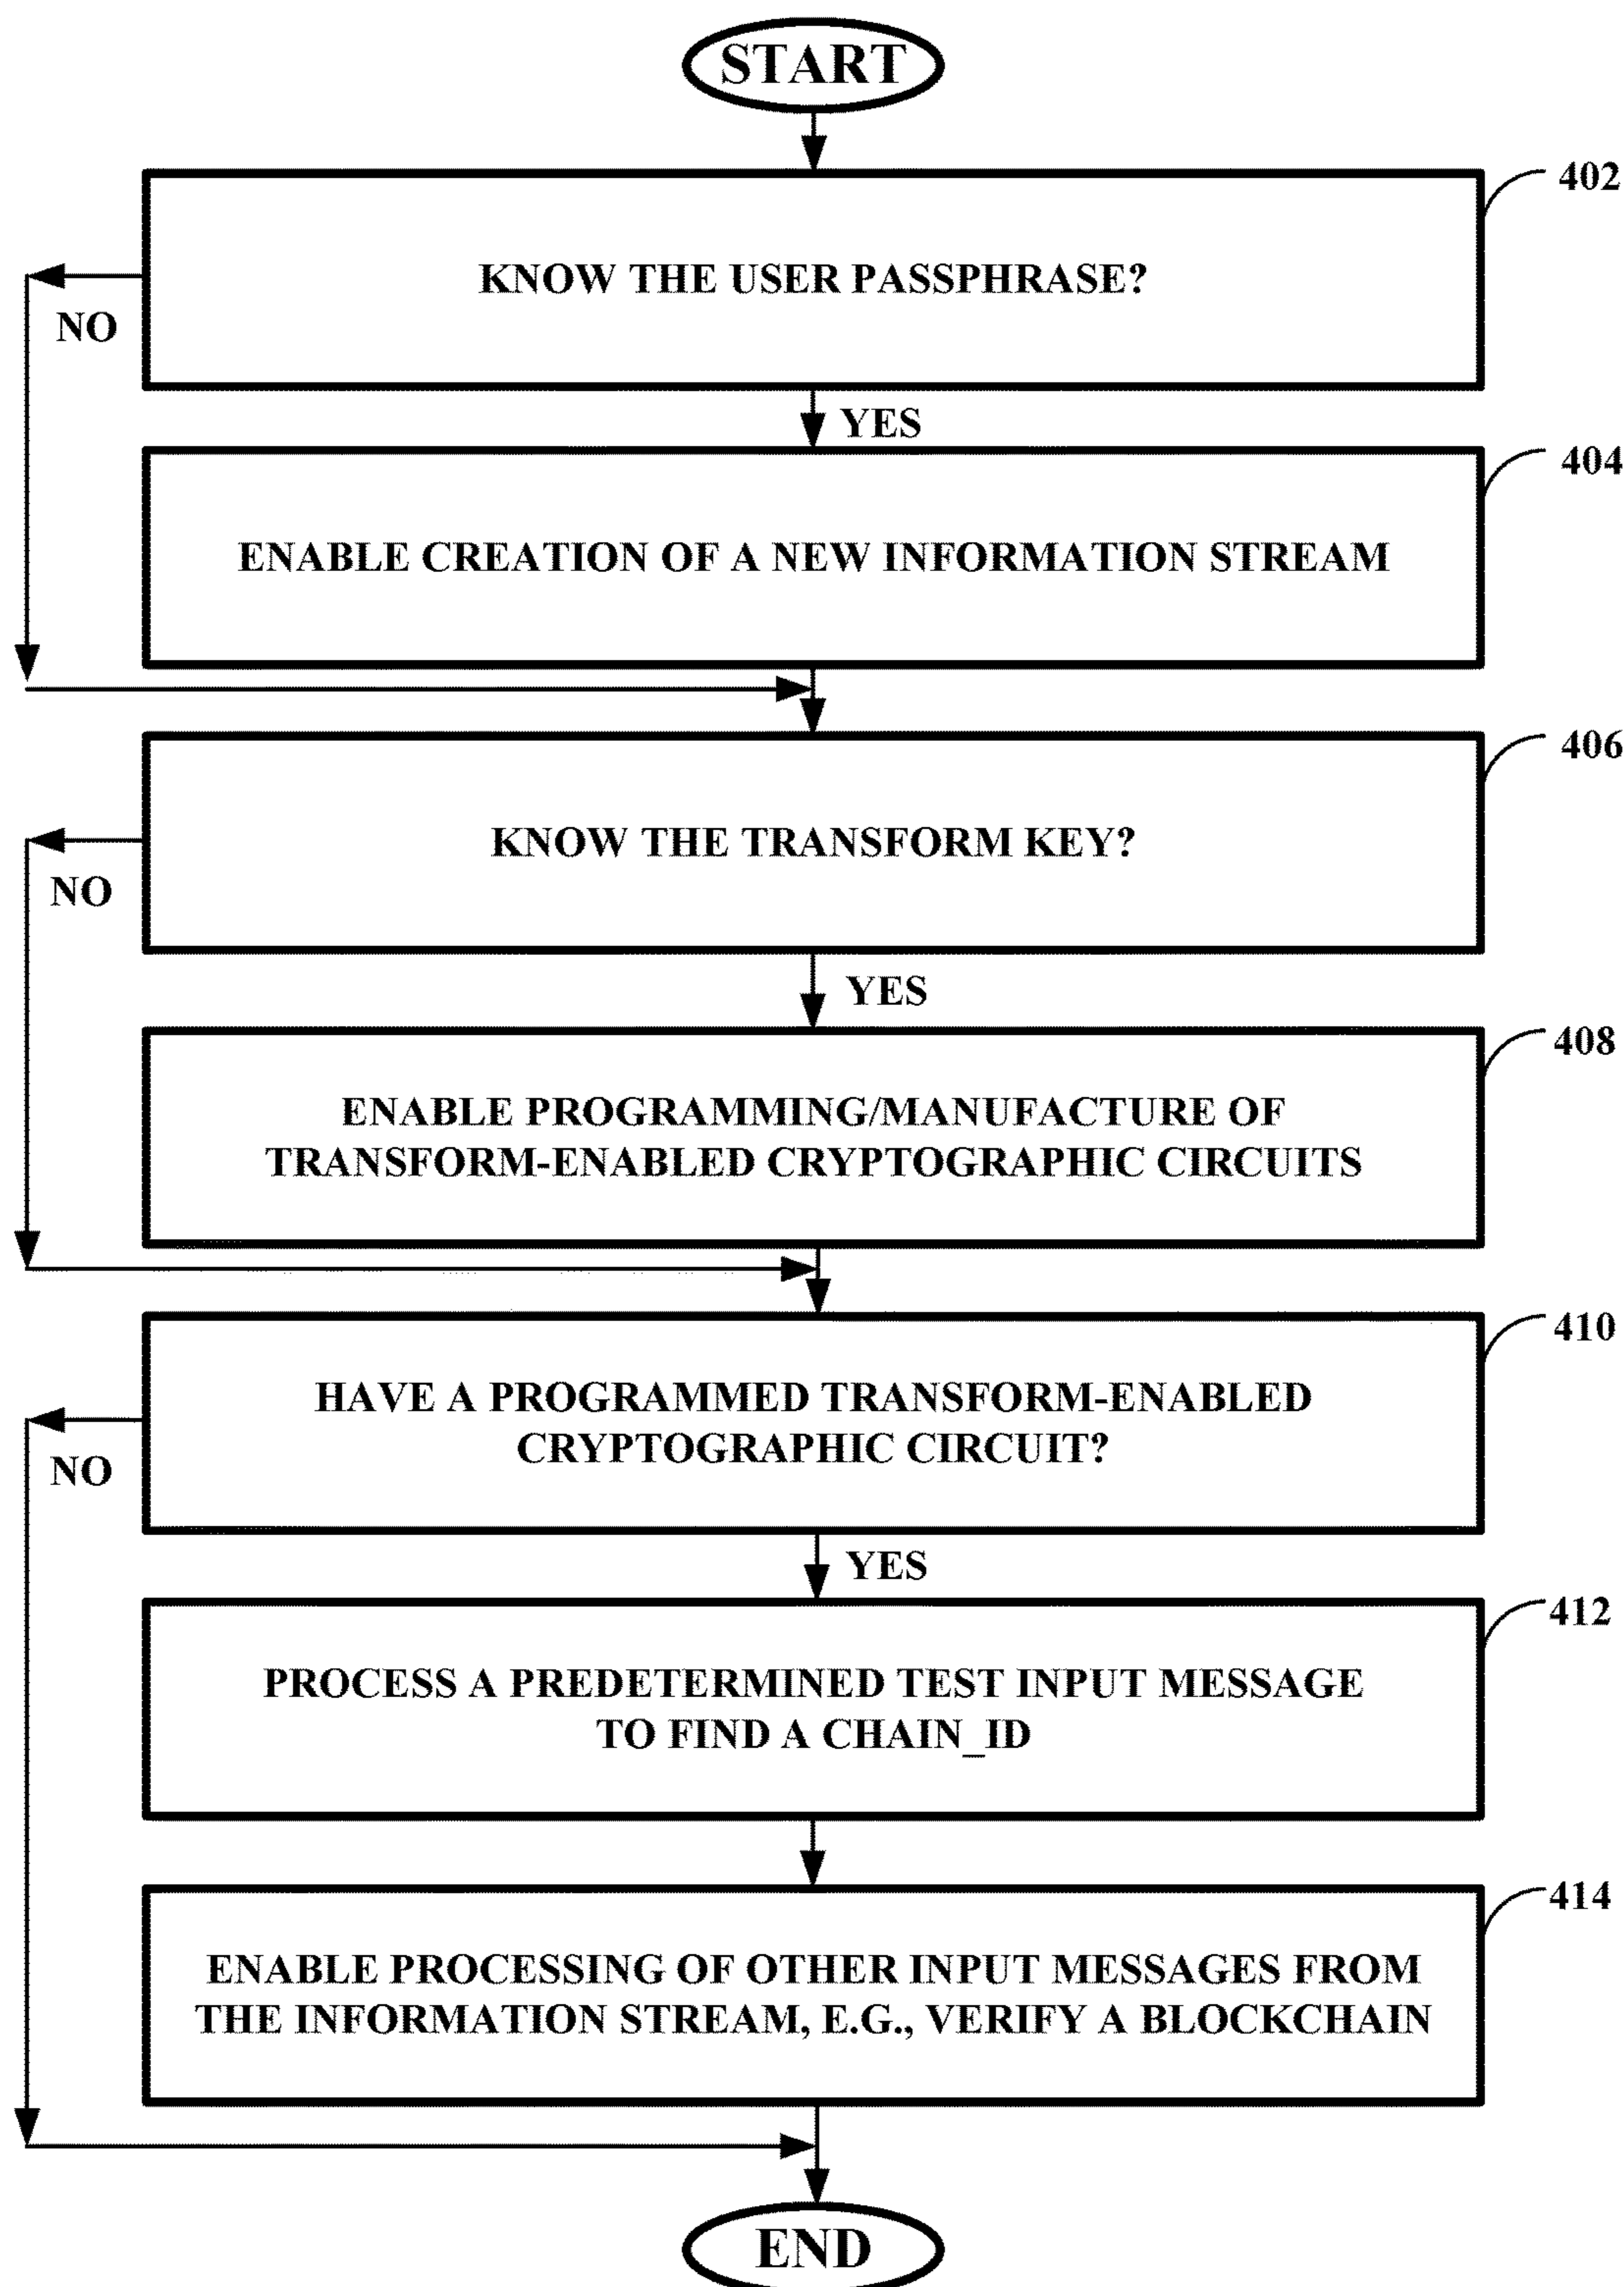 START
402
KNOW THE USER PASSPHRASE?
NO
YES
404
ENABLE CREATION OF A NEW INFORMATION STREAM
406
KNOW THE TRANSFORM KEY?
NO
YES
408
ENABLE PROGRAMMING/MANUFACTURE OF
TRANSFORM-ENABLED CRYPTOGRAPHIC CIRCUITS
410
HAVE A PROGRAMMED TRANSFORM-ENABLED
CRYPTOGRAPHIC CIRCUIT?
NO
YES
412
PROCESS A PREDETERMINED TEST INPUT MESSAGE
TO FIND A CHAIN_ID
414
ENABLE PROCESSING OF OTHER INPUT MESSAGES FROM
THE INFORMATION STREAM, E.G., VERIFY A BLOCKCHAIN
END